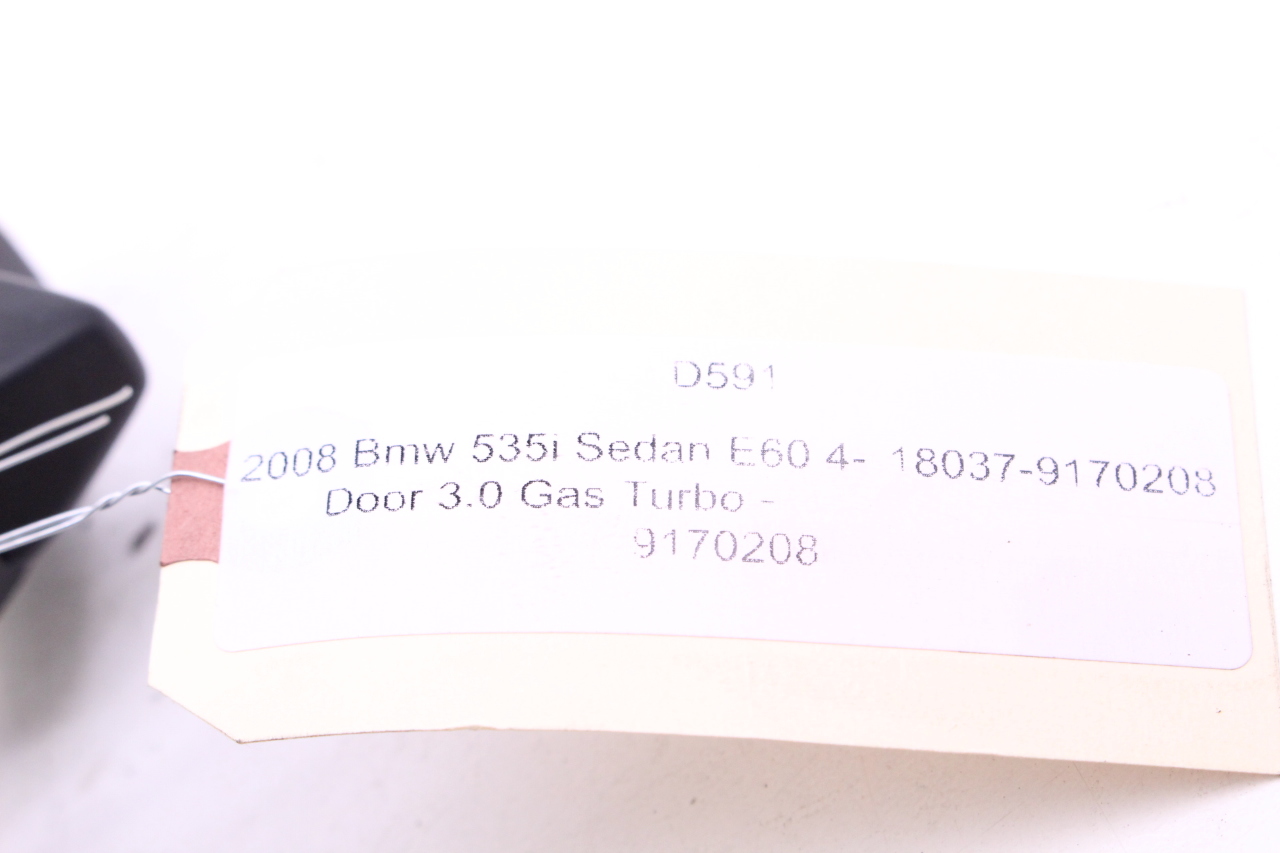 D591
2008 Bmw 535i Sedan E60 4- 18037-9170208
Door 3.0 Gas Turbo -
9170208